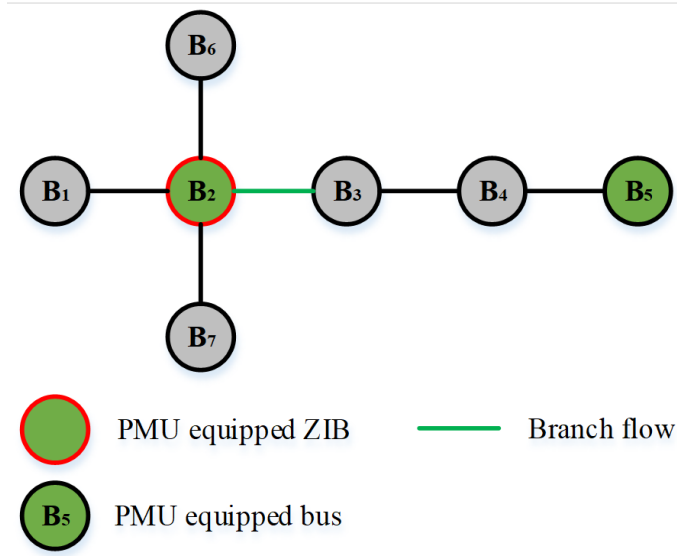 B₆
B₁ B₂ B₃ B₄ B₅
B₇
PMU equipped ZIB
Branch flow
B₅ PMU equipped bus